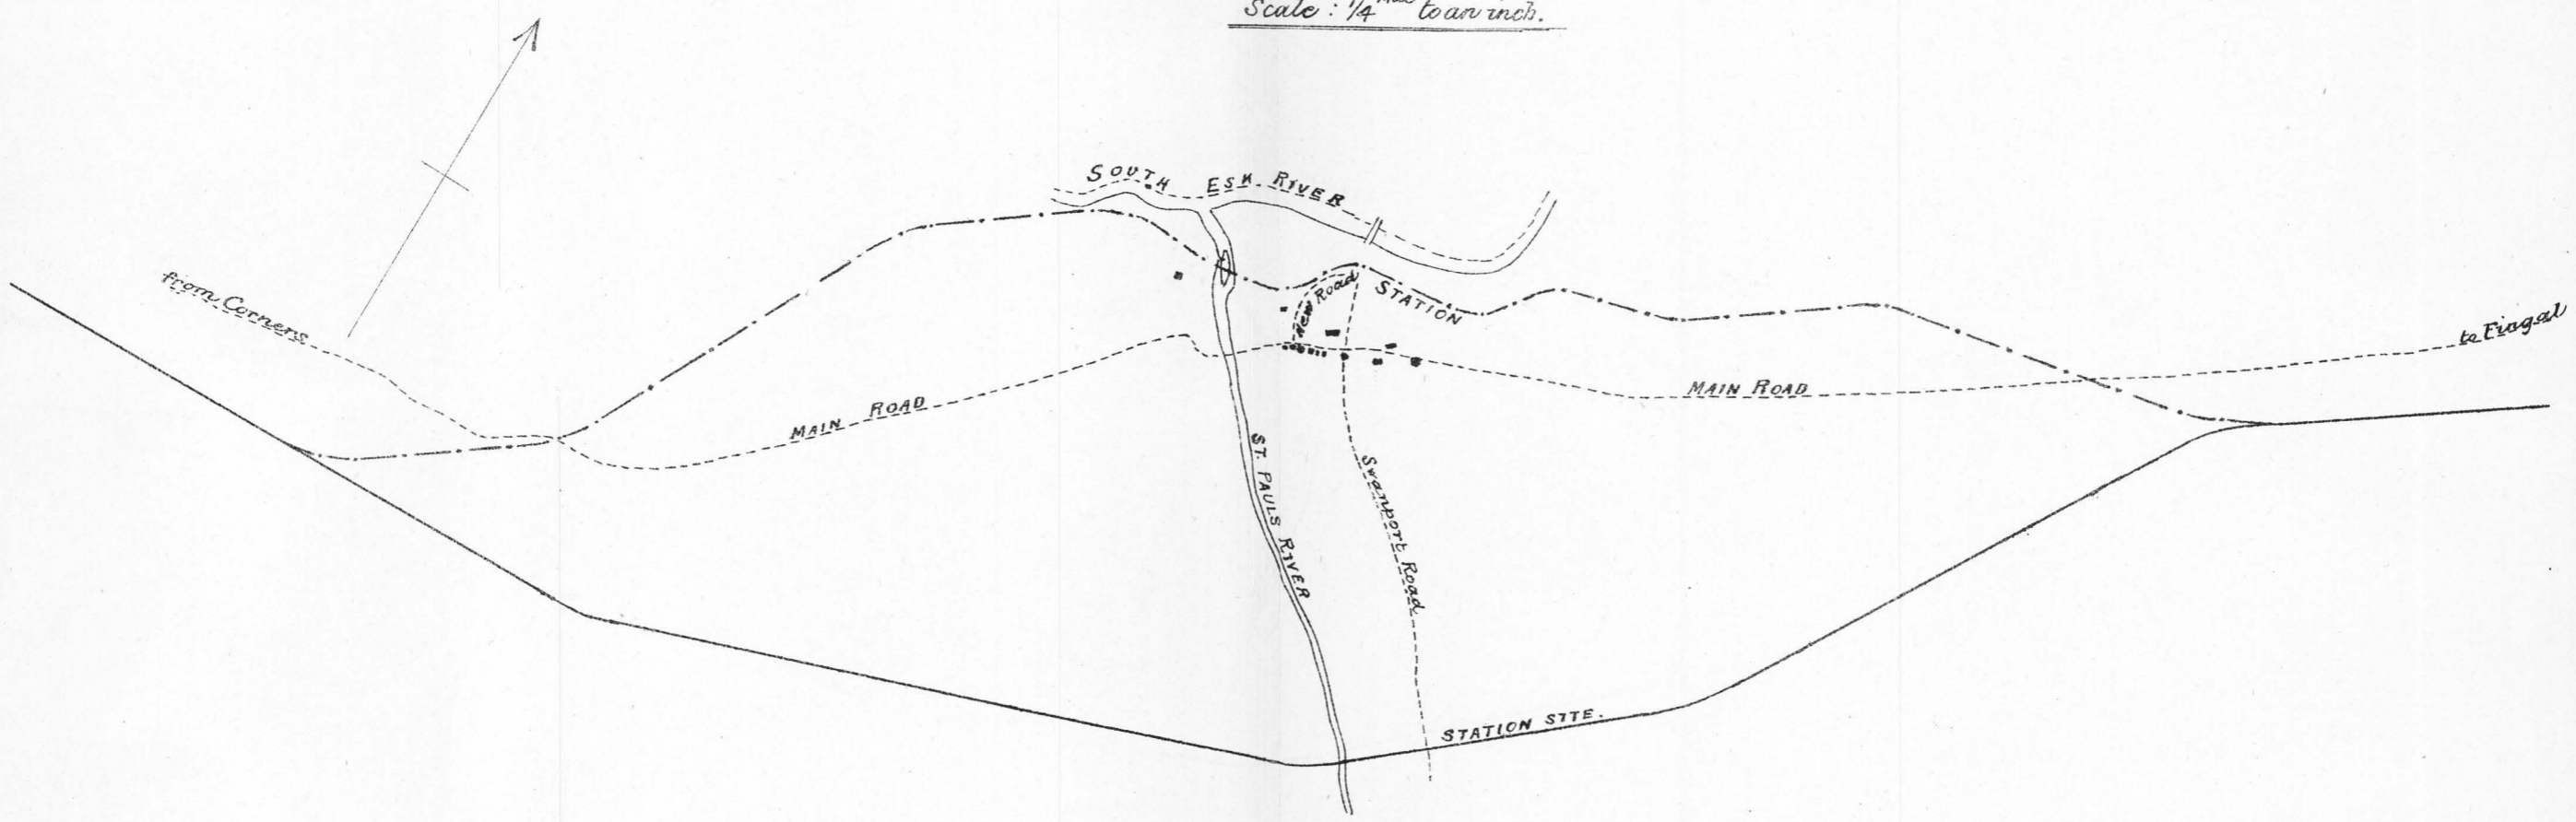 Scale : 1/4 Mile to an inch.
SOUTH ESK. RIVER
from Corners
New Road
STATION
to Fingal
MAIN ROAD
MAIN ROAD
ST. PAULS RIVER
Swanport Road
STATION SITE.